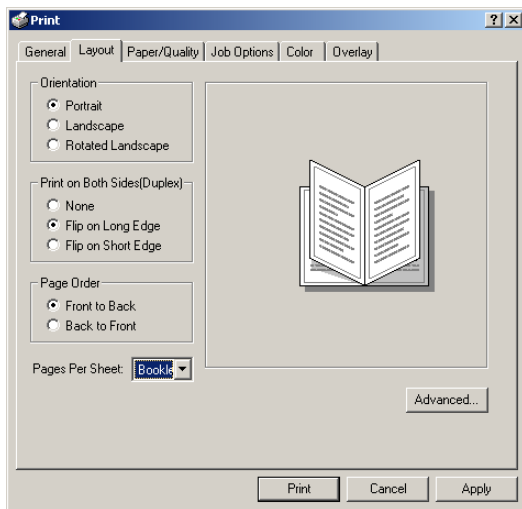 Print
General Layout Paper/Quality Job Options Color Overlay
Orientation
Portrait
Landscape
Rotated Landscape
Print on Both Sides(Duplex)
None
Flip on Long Edge
Flip on Short Edge
Page Order
Front to Back
Back to Front
Pages Per Sheet: Bookle
Advanced...
Print Cancel Apply